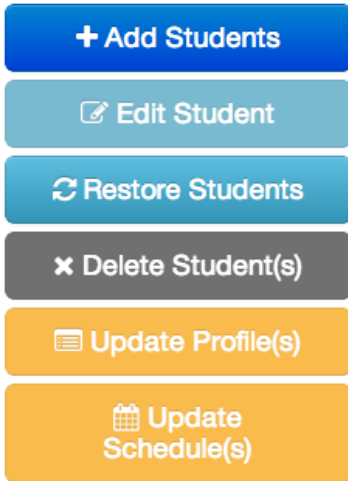 Add Students
Edit Student
Restore Students
Delete Student(s)
Update Profile(s)
Update
Schedule(s)